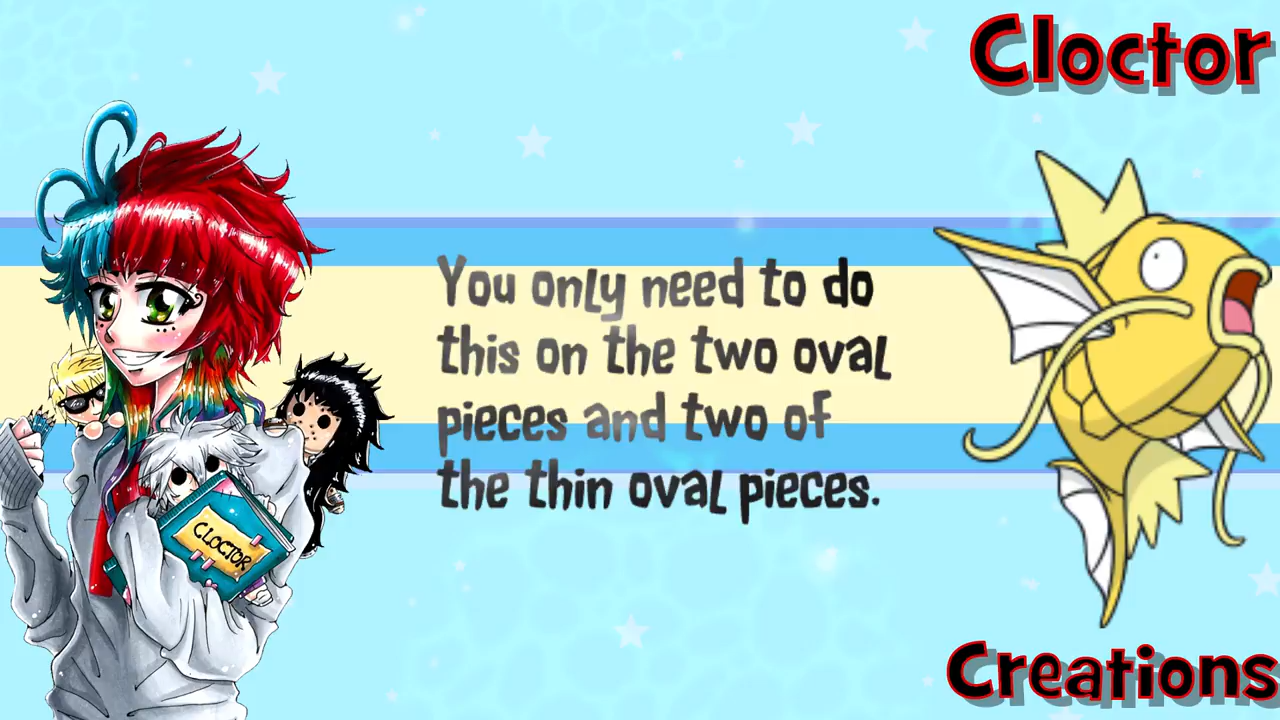 Cloctor
You only need to do
this on the two oval
pieces and two of
the thin oval pieces.
CLOCTOR
Creations